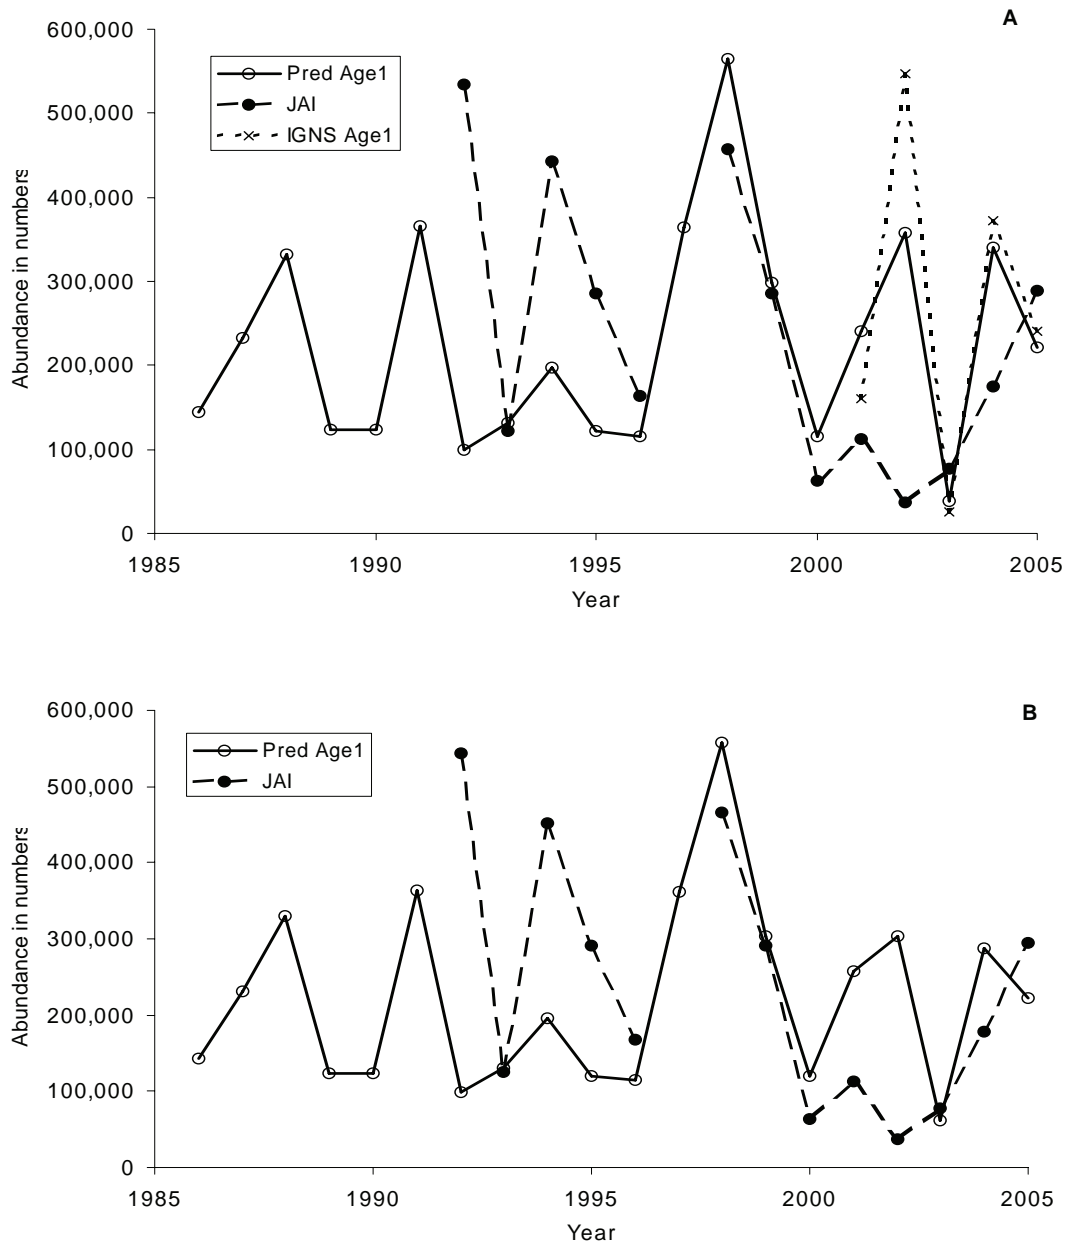 A
600,000
500,000
400,000
300,000
200,000
100,000
0
Abundance in numbers
Pred Age1
JAI
IGNS Age1
1985 1990 1995 2000 2005
Year
B
600,000
500,000
400,000
300,000
200,000
100,000
0
Abundance in numbers
Pred Age1
JAI
1985 1990 1995 2000 2005
Year